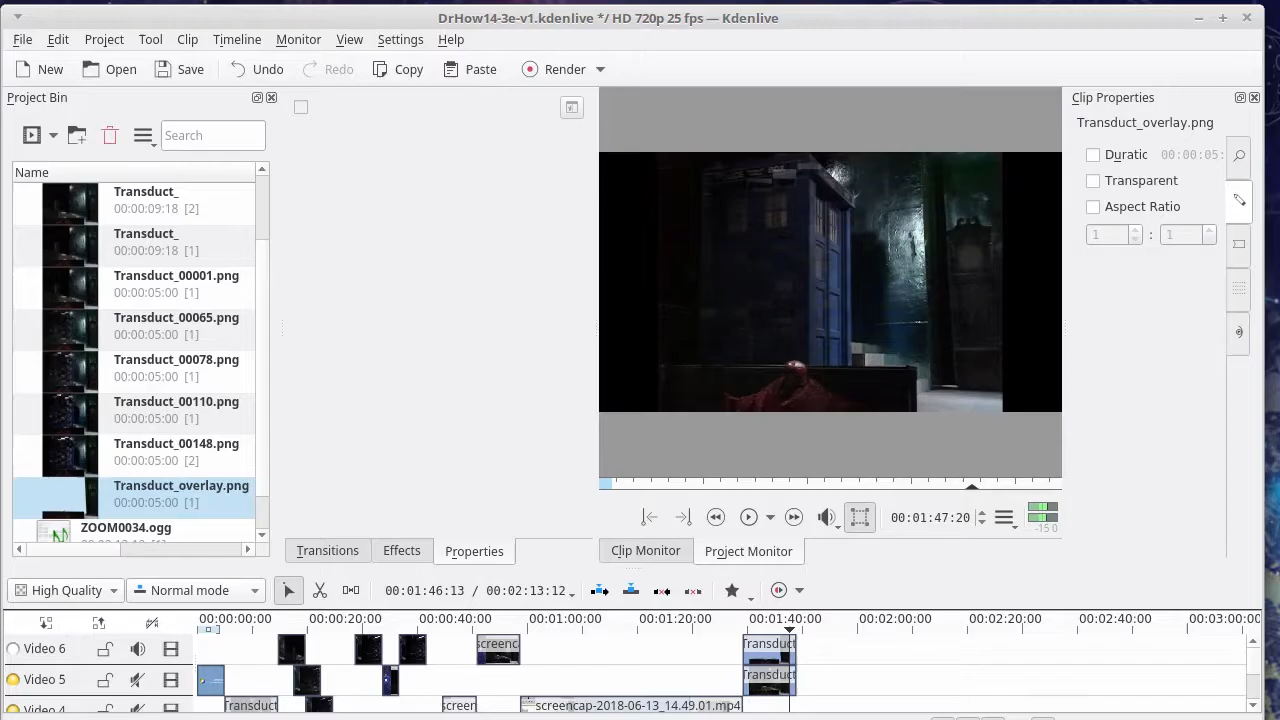 DrHow14-3e-v1.kdenlive */ HD 720p 25 fps — Kdenlive
File Edit Project Tool Clip Timeline Monitor View Settings Help
New Open Save Undo Redo Copy Paste Render
Project Bin
Search
Name
Transduct_
00:00:09:18 [2]
Transduct_
00:00:09:18 [1]
Transduct_00001.png
00:00:05:00 [1]
Transduct_00065.png
00:00:05:00 [1]
Transduct_00078.png
00:00:05:00 [1]
Transduct_00110.png
00:00:05:00 [1]
Transduct_00148.png
00:00:05:00 [2]
Transduct_overlay.png
00:00:05:00 [1]
ZOOM0034.ogg
Transitions Effects Properties
00:01:47:20
-15 0
Clip Monitor Project Monitor
Clip Properties
Transduct_overlay.png
Duratic 00:00:05:
Transparent
Aspect Ratio
1 : 1
High Quality Normal mode 00:01:46:13 / 00:02:13:12
00:00:00:00 00:00:20:00 00:00:40:00 00:01:00:00 00:01:20:00 00:01:40:00 00:02:00:00 00:02:20:00 00:02:40:00 00:03:00:00
Video 6 screenc Transduct
Video 5 Transduct
Video 4 Transduct screen screencap-2018-06-13_14.49.01.mp4